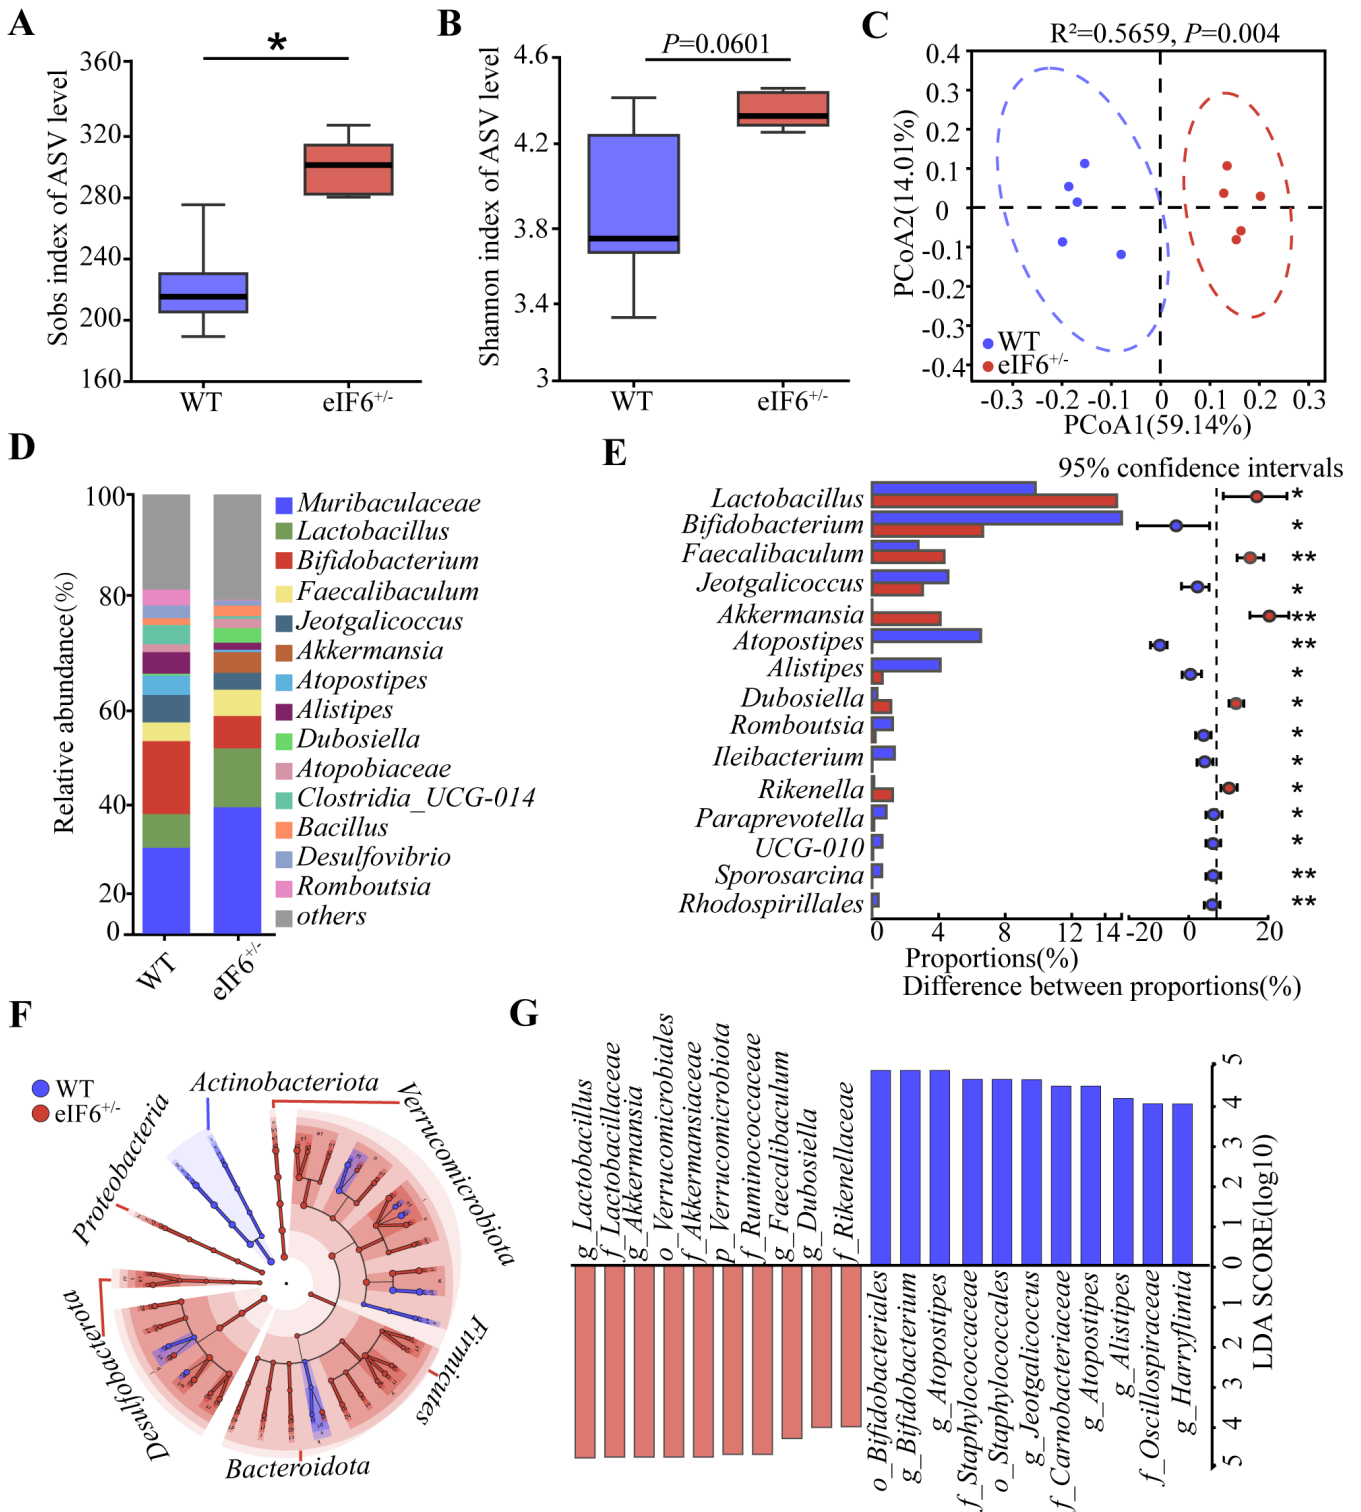 A
*
Sobs index of ASV level
360
320
280
240
200
160
WT
eIF6+/-
B
P=0.0601
Shannon index of ASV level
4.6
4.2
3.8
3.4
3
WT
eIF6+/-
C
R²=0.5659, P=0.004
PCoA2(14.01%)
0.4
0.3
0.2
0.1
0
-0.1
-0.2
-0.3
-0.4
WT
eIF6+/-
-0.3 -0.2 -0.1 0 0.1 0.2 0.3
PCoA1(59.14%)
D
Relative abundance(%)
100
80
60
40
20
0
WT
eIF6+/-
Muribaculaceae
Lactobacillus
Bifidobacterium
Faecalibaculum
Jeotgalicoccus
Akkermansia
Atopostipes
Alistipes
Dubosiella
Atopobiaceae
Clostridia_UCG-014
Bacillus
Desulfovibrio
Romboutsia
others
E
95% confidence intervals
Lactobacillus *
Bifidobacterium *
Faecalibaculum **
Jeotgalicoccus *
Akkermansia **
Atopostipes **
Alistipes *
Dubosiella *
Romboutsia *
Ileibacterium *
Rikenella *
Paraprevotella *
UCG-010 *
Sporosarcina **
Rhodospirillales **
0 4 8 12 14 -20 0 20
Proportions(%)
Difference between proportions(%)
F
WT
eIF6+/-
Actinobacteriota
Verrucomicrobiota
Proteobacteria
Firmicutes
Desulfobacterota
Bacteroidota
G
g_Lactobacillus
f_Lactobacillaceae
g_Akkermansia
o_Verrucomicrobiales
f_Akkermansiaceae
p_Verrucomicrobiota
f_Ruminococcaceae
g_Faecalibaculum
g_Dubosiella
f_Rikenellaceae
o_Bifidobacteriales
g_Bifidobacterrium
g_Atopostipes
f_Staphylococcaceae
o_Staphylococcales
g_Jeotgalicoccus
f_Carnobacteriaceae
g_Atopostipes
g_Alistipes
f_Oscillospiraceae
g_Harryflintia
5
4
3
2
1
0
1
2
3
4
5
LDA SCORE(log10)